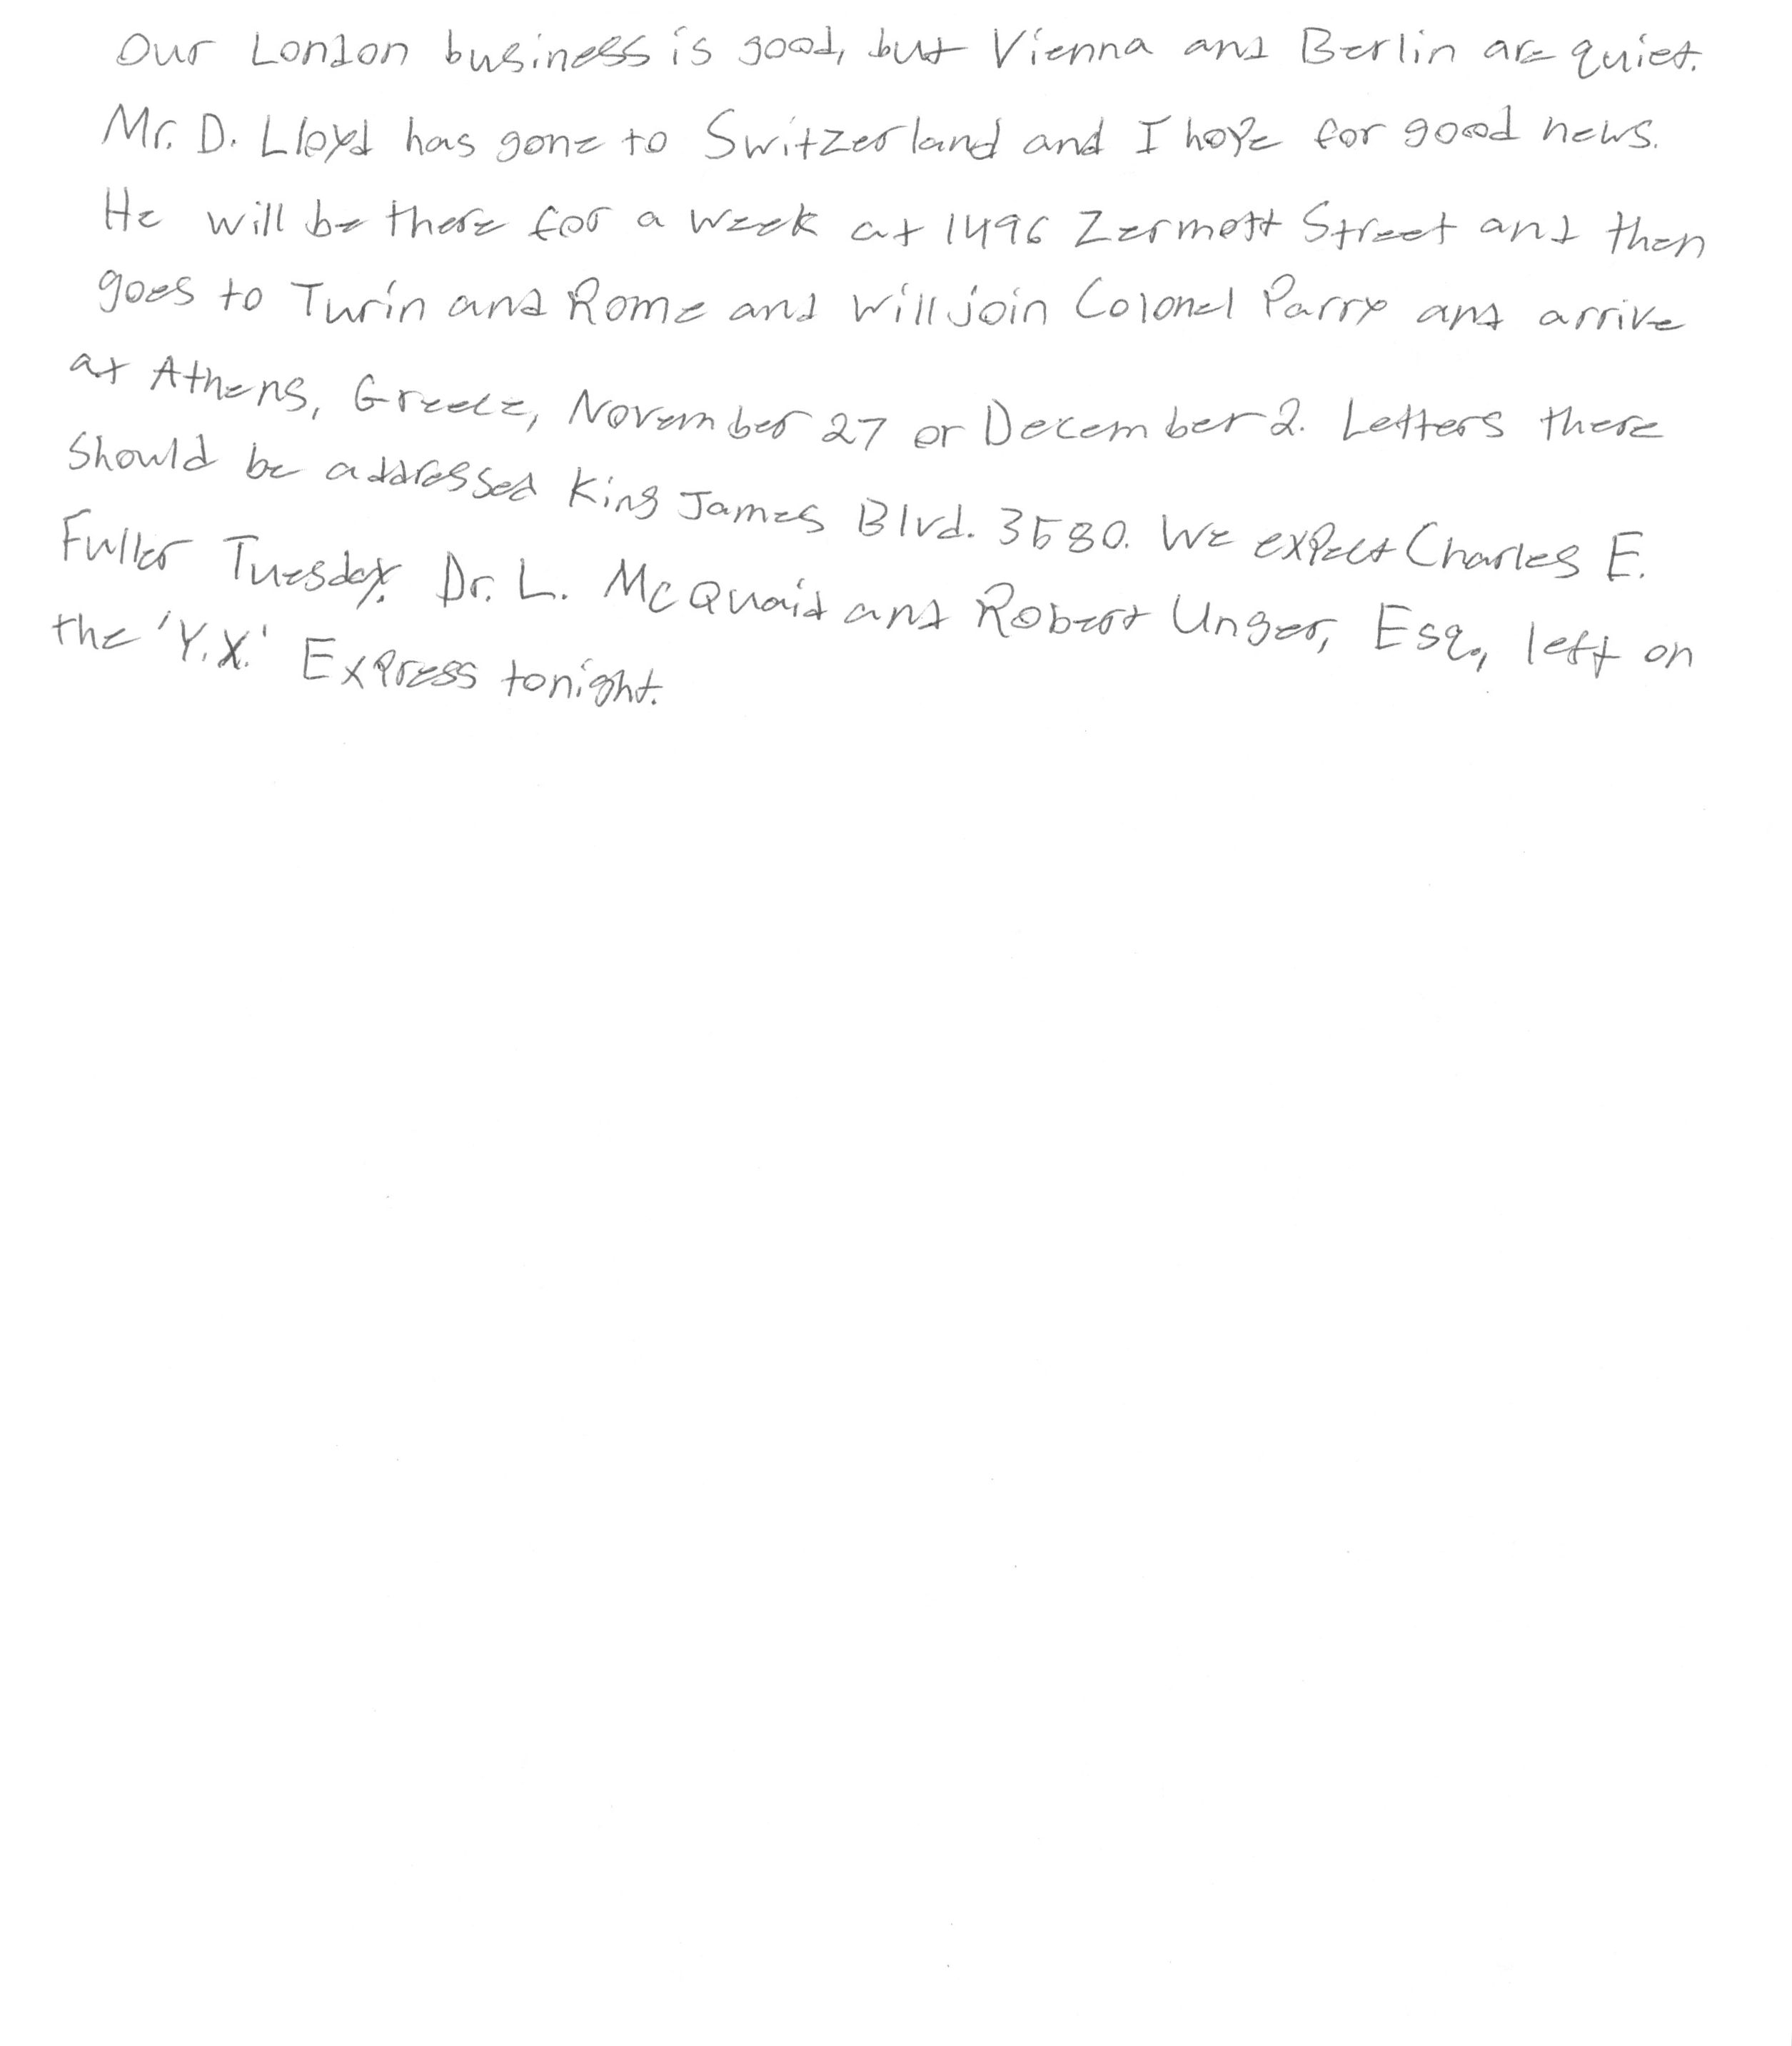 Our London business is good, but Vienna and Berlin are quiet.
Mr. D. Lloyd has gone to Switzerland and I hope for good news.
He will be there for a week at 1496 Zermott Street and then
goes to Turin and Rome and will join Colonel Parry and arrive
at Athens, Greece, November 27 or December 2. Letters there
should be addressed King James Blvd. 3580. We expect Charles E.
Fuller Tuesday. Dr. L. McQuaid and Robert Unger, Esq., left on
the 'Y.X.' Express tonight.